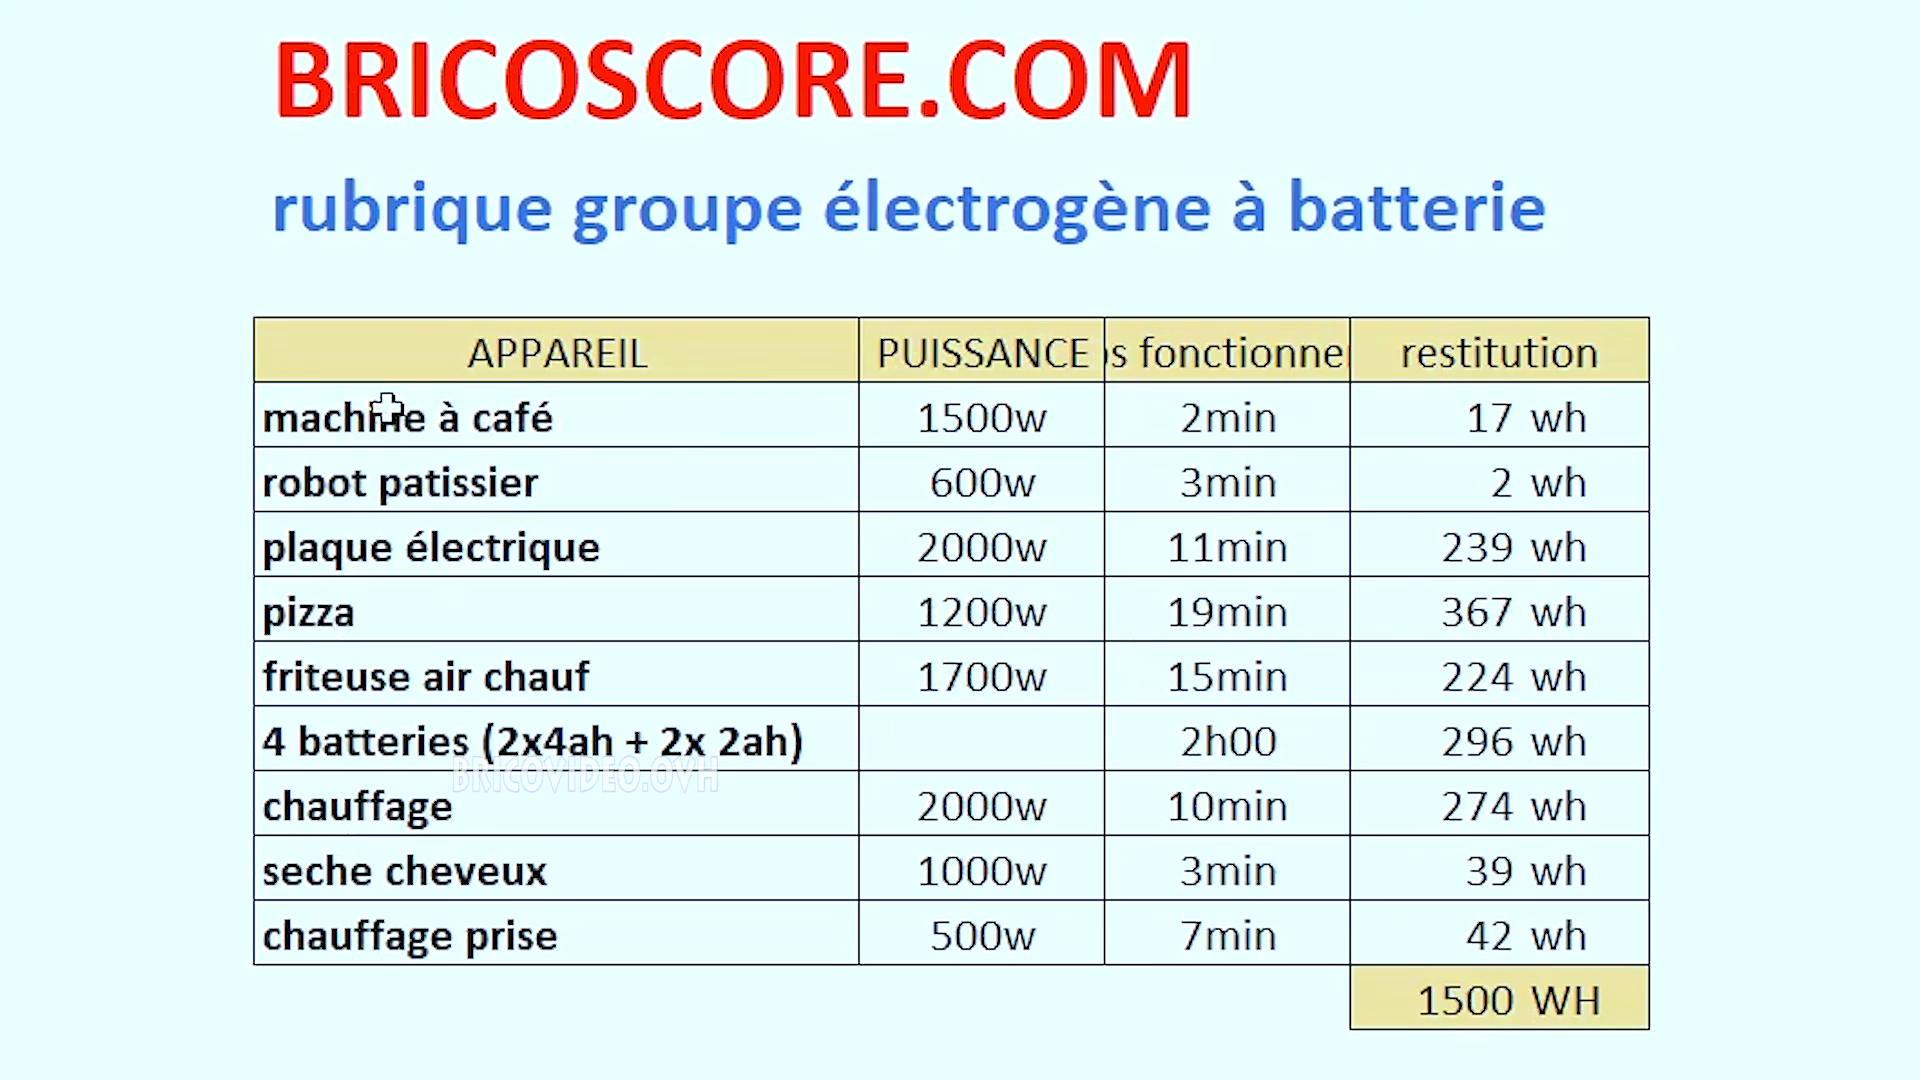 BRICOSCORE.COM
rubrique groupe électrogène à batterie
APPAREIL PUISSANCE s fonctionne restitution
machine à café 1500w 2min 17 wh
robot patissier 600w 3min 2 wh
plaque électrique 2000w 11min 239 wh
pizza 1200w 19min 367 wh
friteuse air chauf 1700w 15min 224 wh
4 batteries (2x4ah + 2x 2ah) 2h00 296 wh
BRICOVIDEO.OVH
chauffage 2000w 10min 274 wh
seche cheveux 1000w 3min 39 wh
chauffage prise 500w 7min 42 wh
1500 WH